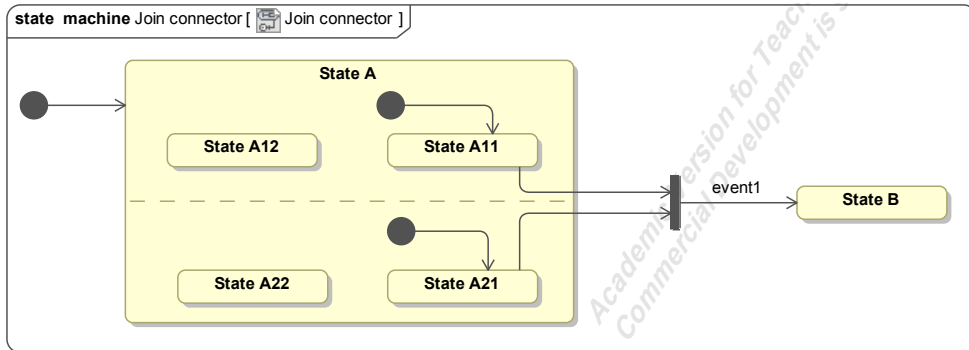 state machine Join connector [ Join connector ]
State A
State A12
State A11
event1
State B
State A22
State A21
Academic Version for Teac
Commercial Development is s